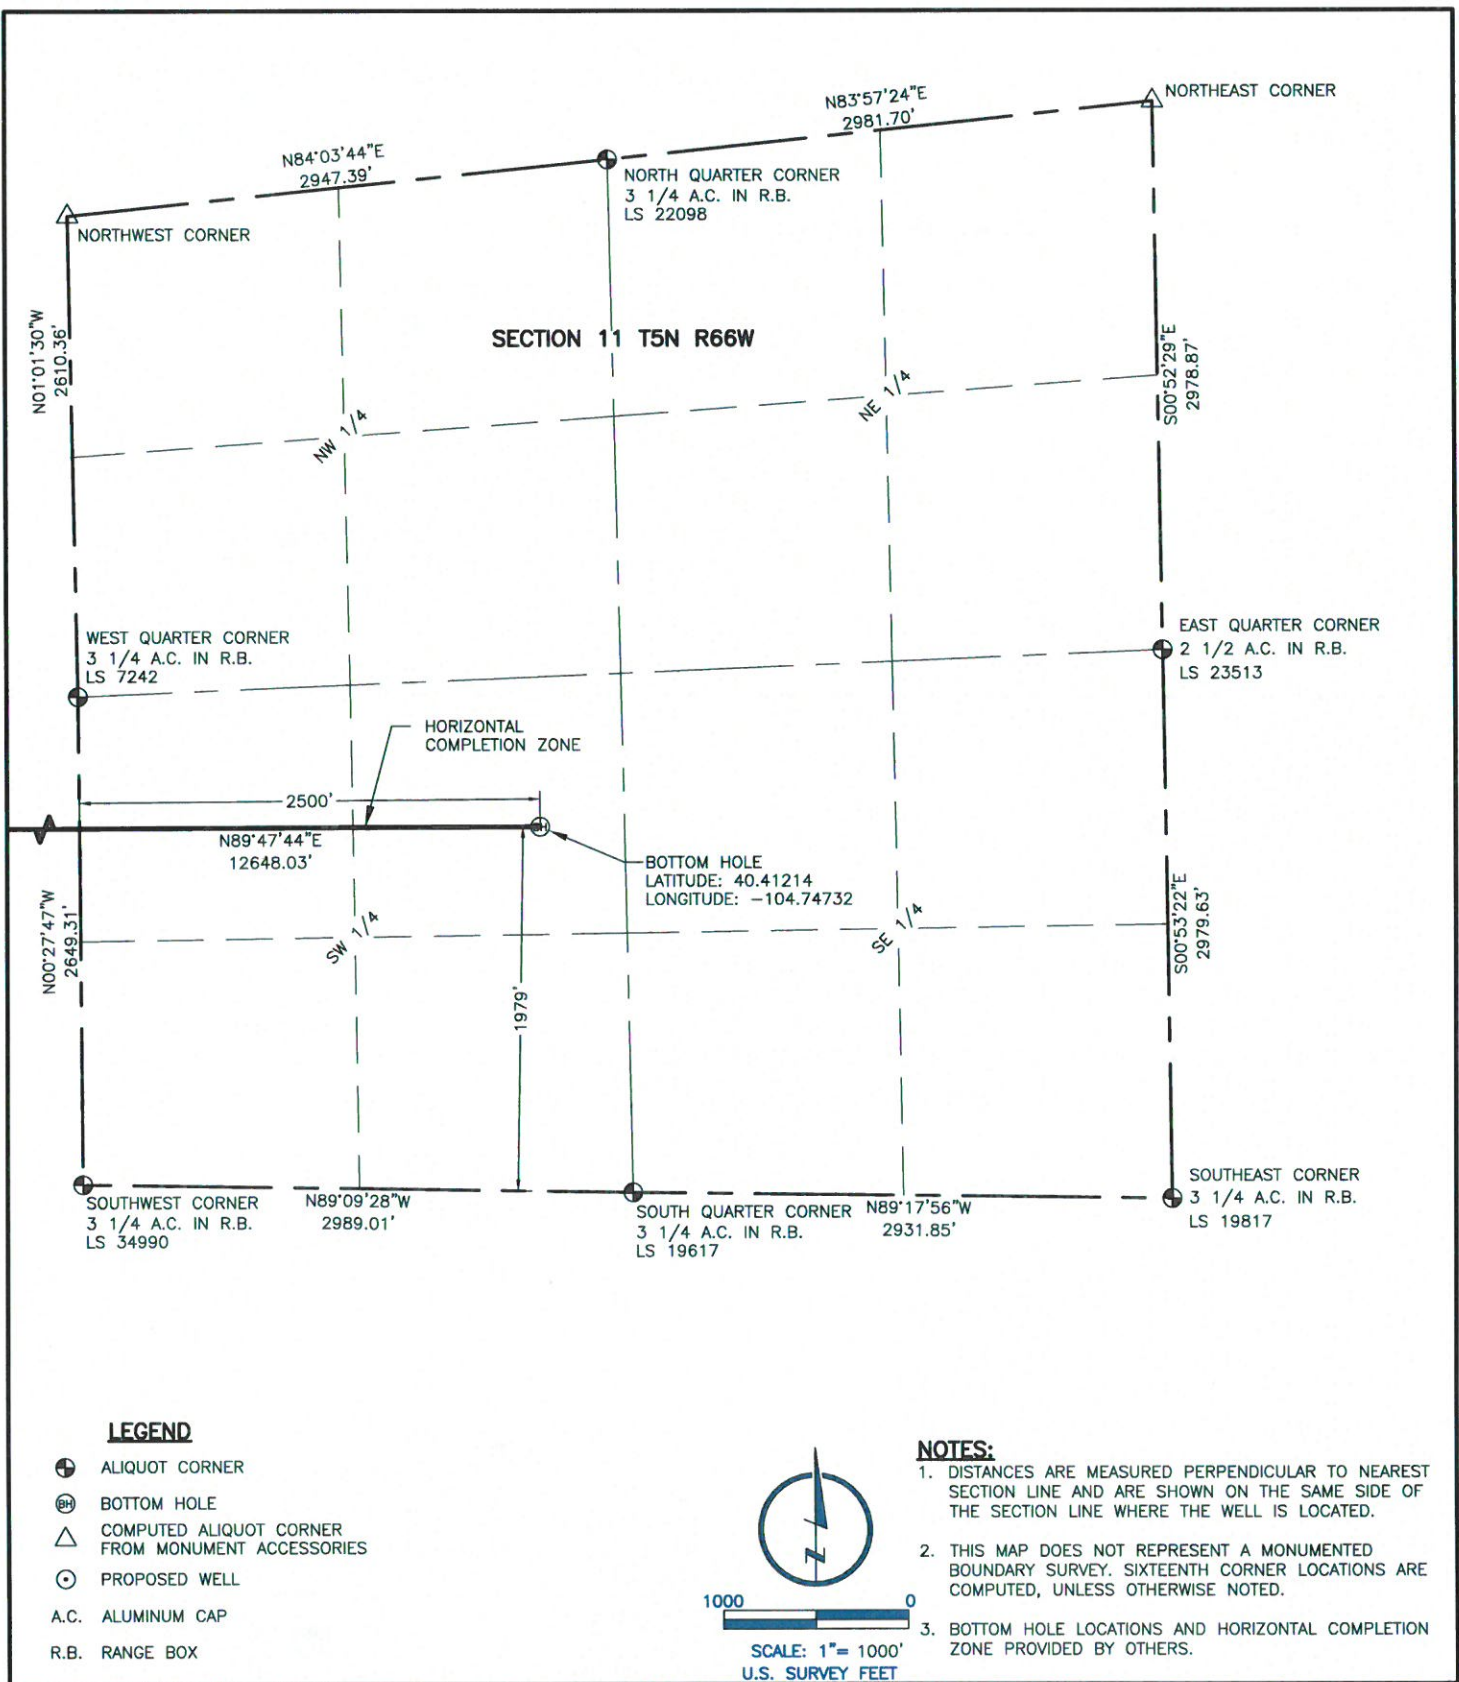 N83°57'24"E
2981.70'
NORTHEAST CORNER
N84°03'44"E
2947.39'
NORTH QUARTER CORNER
3 1/4 A.C. IN R.B.
LS 22098
NORTHWEST CORNER
N01°01'30"W
2610.36'
SECTION 11 T5N R66W
S00°52'29"E
2978.87'
NW 1/4
NE 1/4
WEST QUARTER CORNER
3 1/4 A.C. IN R.B.
LS 7242
EAST QUARTER CORNER
2 1/2 A.C. IN R.B.
LS 23513
HORIZONTAL
COMPLETION ZONE
2500'
N89°47'44"E
12648.03'
BH
BOTTOM HOLE
LATITUDE: 40.41214
LONGITUDE: -104.74732
N00°27'47"W
2649.31'
SW 1/4
SE 1/4
S00°53'22"E
2979.63'
1979'
SOUTHWEST CORNER
3 1/4 A.C. IN R.B.
LS 34990
N89°09'28"W
2989.01'
SOUTH QUARTER CORNER
3 1/4 A.C. IN R.B.
LS 19617
N89°17'56"W
2931.85'
SOUTHEAST CORNER
3 1/4 A.C. IN R.B.
LS 19817
LEGEND
ALIQUOT CORNER
BH BOTTOM HOLE
COMPUTED ALIQUOT CORNER
FROM MONUMENT ACCESSORIES
PROPOSED WELL
A.C. ALUMINUM CAP
R.B. RANGE BOX
N
1000 0
SCALE: 1"= 1000'
U.S. SURVEY FEET
NOTES:
1. DISTANCES ARE MEASURED PERPENDICULAR TO NEAREST
SECTION LINE AND ARE SHOWN ON THE SAME SIDE OF
THE SECTION LINE WHERE THE WELL IS LOCATED.
2. THIS MAP DOES NOT REPRESENT A MONUMENTED
BOUNDARY SURVEY. SIXTEENTH CORNER LOCATIONS ARE
COMPUTED, UNLESS OTHERWISE NOTED.
3. BOTTOM HOLE LOCATIONS AND HORIZONTAL COMPLETION
ZONE PROVIDED BY OTHERS.